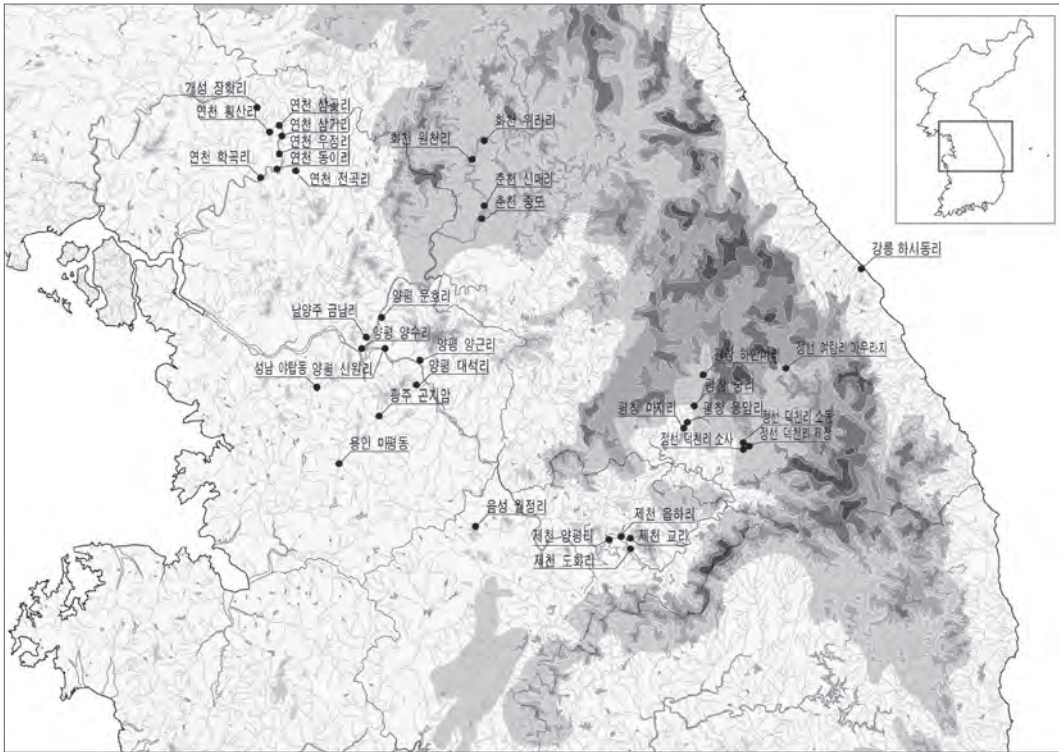 개성 장학리
연천 횡산리
연천 삼곶리
연천 삼거리
연천 우정리
연천 학곡리
연천 동이리
연천 전곡리
화천 위라리
화천 원천리
춘천 신매리
춘천 중도
강릉 하시동리
양평 문호리
남양주 금남리
양평 양수리
양평 양근리
성남 야탑동
양평 신원리
양평 대석리
광주 곤지암
용인 마평동
평창 하안미리
정선 여량리 아우라지
평창 중리
평창 마지리
평창 용암리
정선 덕천리 소동
정선 덕천리 소사
정선 덕천리 제장
음성 월정리
제천 읍하리
제천 양평리
제천 교리
제천 도화리